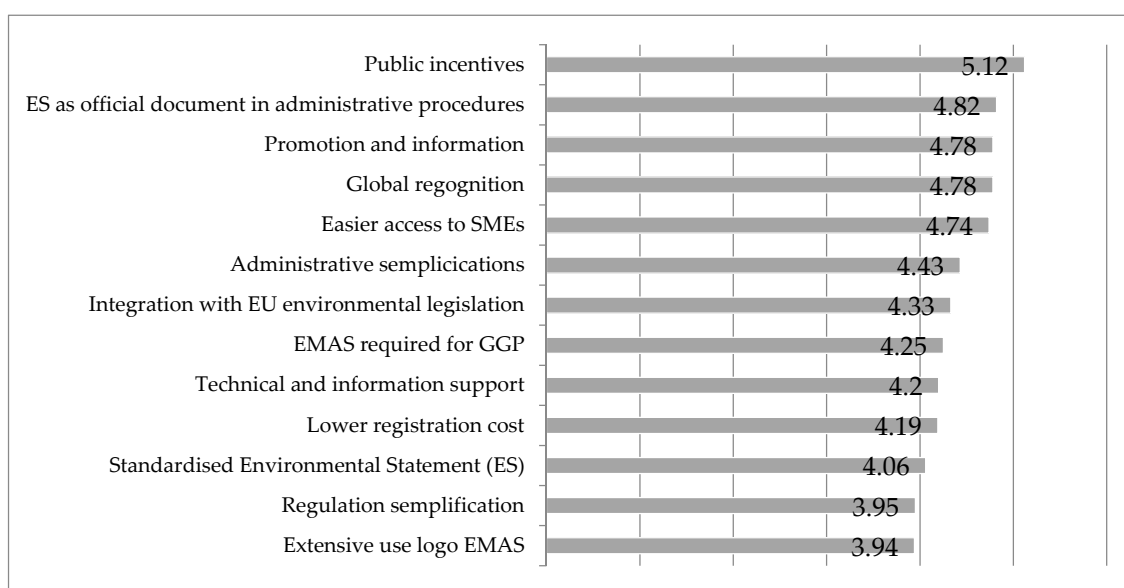 Public incentives 5.12
ES as official document in administrative procedures 4.82
Promotion and information 4.78
Global regognition 4.78
Easier access to SMEs 4.74
Administrative semplicications 4.43
Integration with EU environmental legislation 4.33
EMAS required for GGP 4.25
Technical and information support 4.2
Lower registration cost 4.19
Standardised Environmental Statement (ES) 4.06
Regulation semplification 3.95
Extensive use logo EMAS 3.94